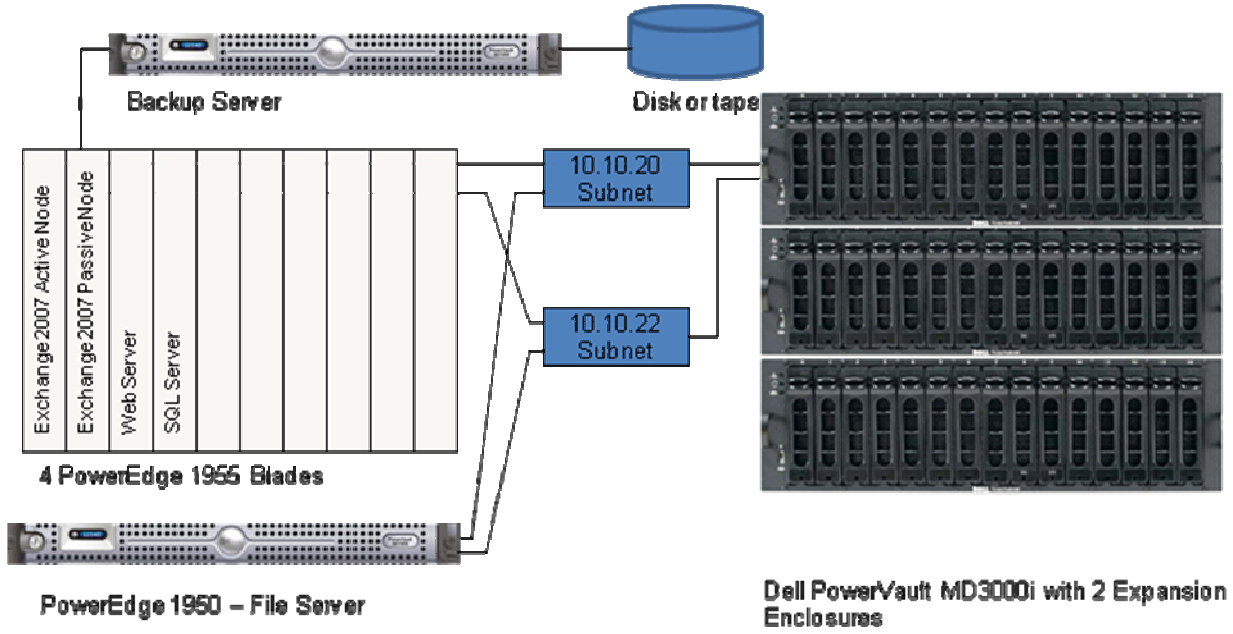 Backup Server
Disk or tape
Exchange 2007 Active Node
Exchange 2007 Passive Node
Web Server
SQL Server
10.10.20
Subnet
10.10.22
Subnet
4 PowerEdge 1955 Blades
PowerEdge 1950 – File Server
Dell PowerVault MD3000i with 2 Expansion
Enclosures